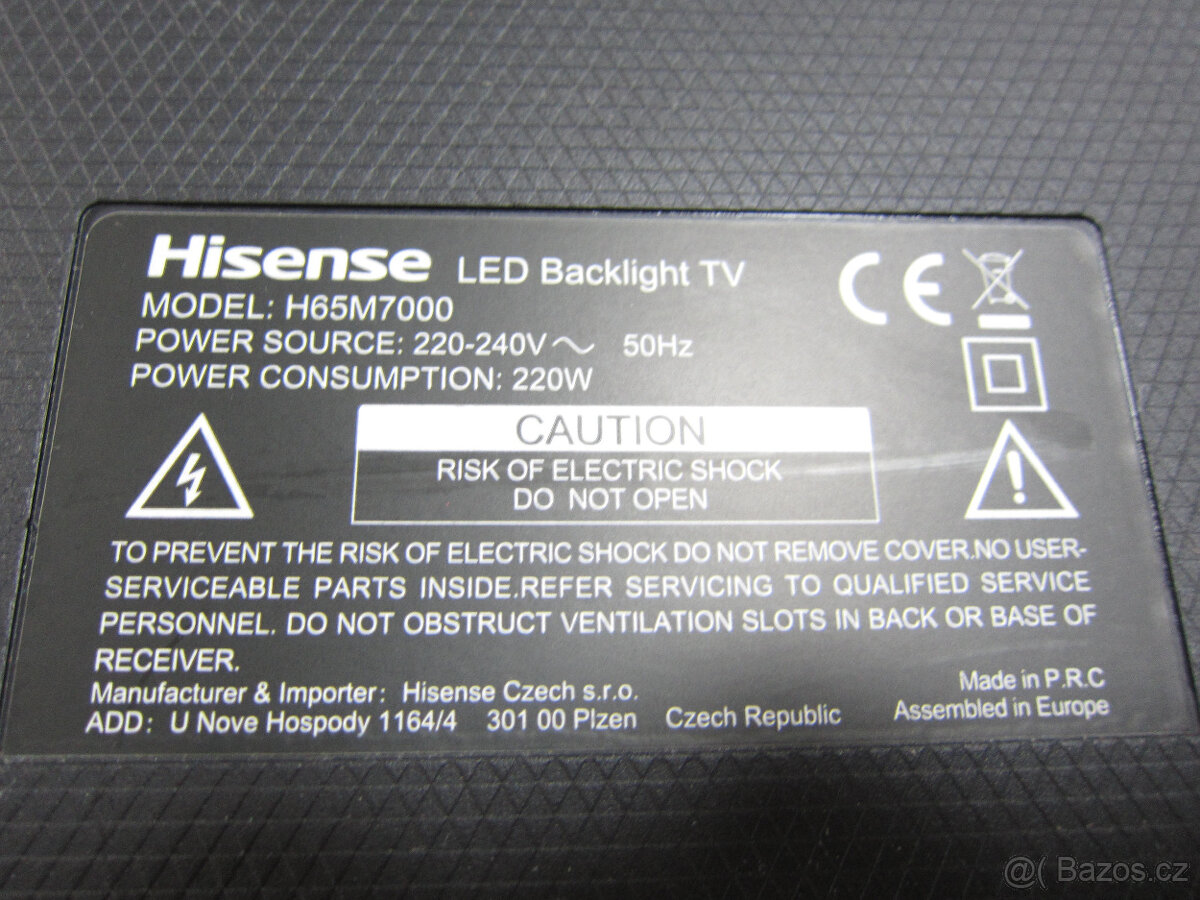 Hisense LED Backlight TV
MODEL: H65M7000
POWER SOURCE: 220-240V～ 50Hz
POWER CONSUMPTION: 220W
CE
CAUTION
RISK OF ELECTRIC SHOCK
DO NOT OPEN
TO PREVENT THE RISK OF ELECTRIC SHOCK DO NOT REMOVE COVER.NO USER-
SERVICEABLE PARTS INSIDE.REFER SERVICING TO QUALIFIED SERVICE
PERSONNEL. DO NOT OBSTRUCT VENTILATION SLOTS IN BACK OR BASE OF
RECEIVER.
Manufacturer & Importer: Hisense Czech s.r.o.
ADD: U Nove Hospody 1164/4 301 00 Plzen Czech Republic
Made in P.R.C
Assembled in Europe
@( Bazos.cz